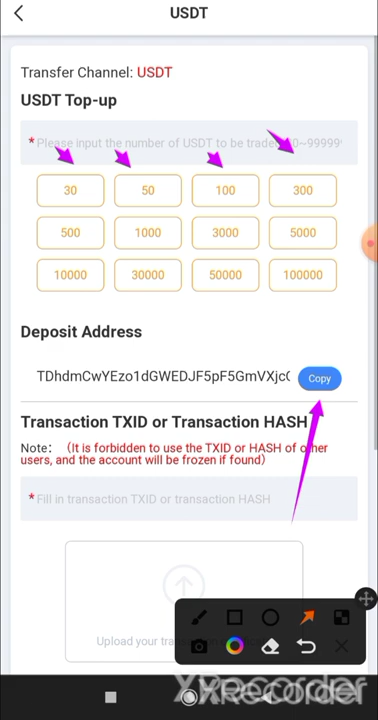 USDT
Transfer Channel: USDT
USDT Top-up
* Please input the number of USDT to be trade
30 50 100 300
500 1000 3000 5000
10000 30000 50000 100000
Deposit Address
TDhdmCwYEzo1dGWEDJF5pF5GmVXjc Copy
Transaction TXID or Transaction HASH
Note: （It is forbidden to use the TXID or HASH of other
users, and the account will be frozen if found）
* Fill in transaction TXID or transaction HASH
Upload your
XRecorder